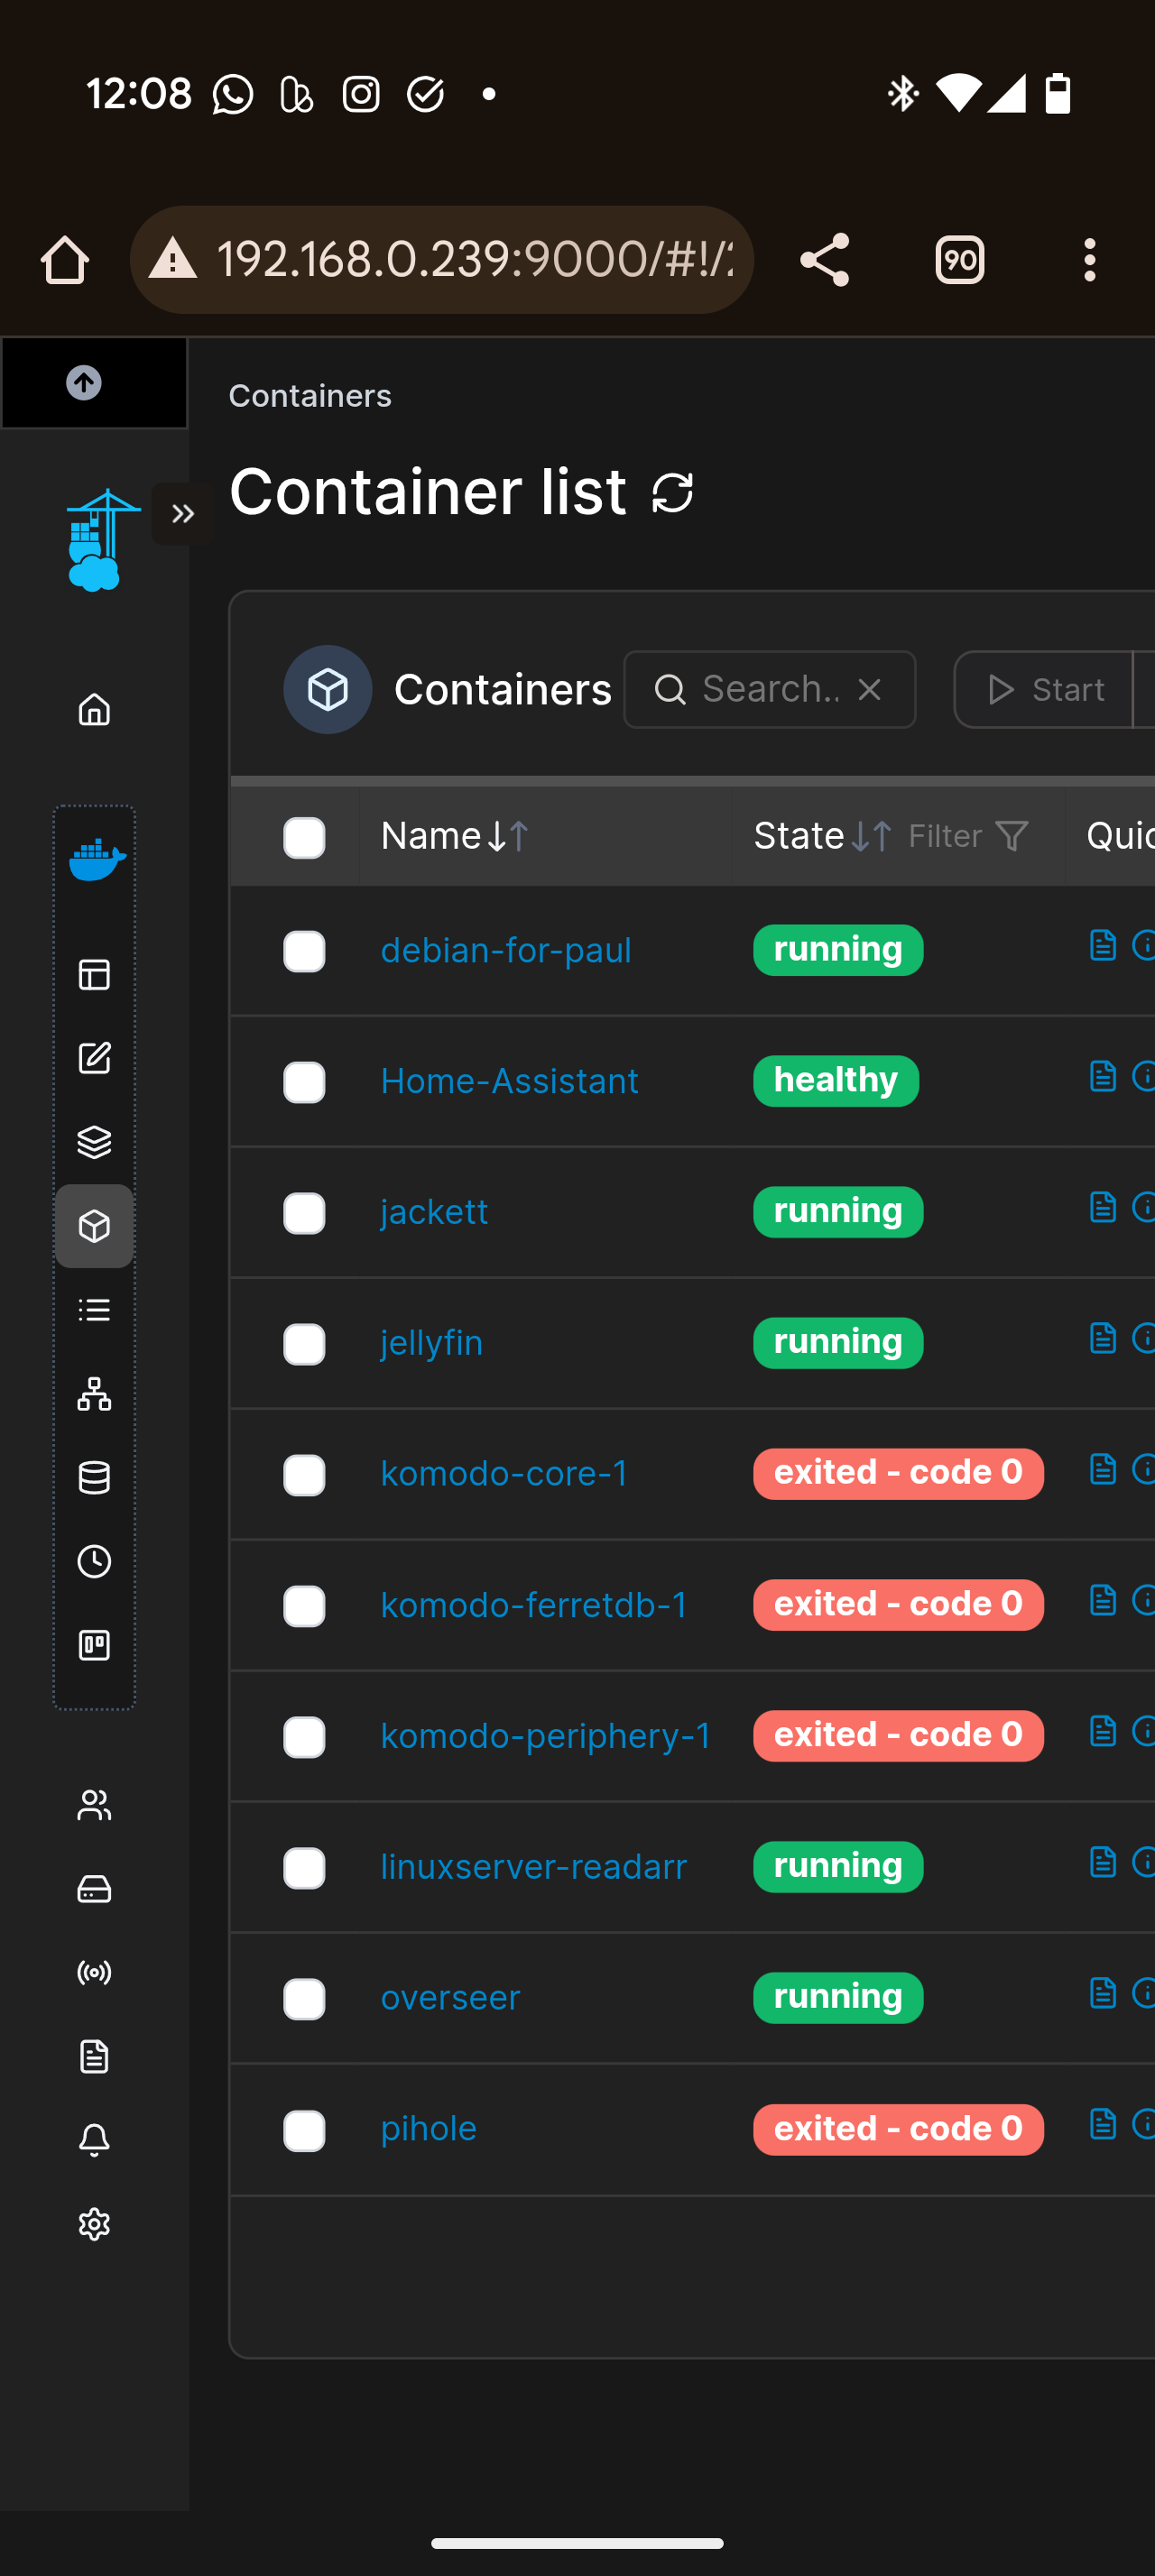 12:08
192.168.0.239:9000/#!/
90
Containers
Container list
Containers
Search..
Start
Name
State
Filter
debian-for-paul
running
Home-Assistant
healthy
jackett
running
jellyfin
running
komodo-core-1
exited - code 0
komodo-ferretdb-1
exited - code 0
komodo-periphery-1
exited - code 0
linuxserver-readarr
running
overseer
running
pihole
exited - code 0